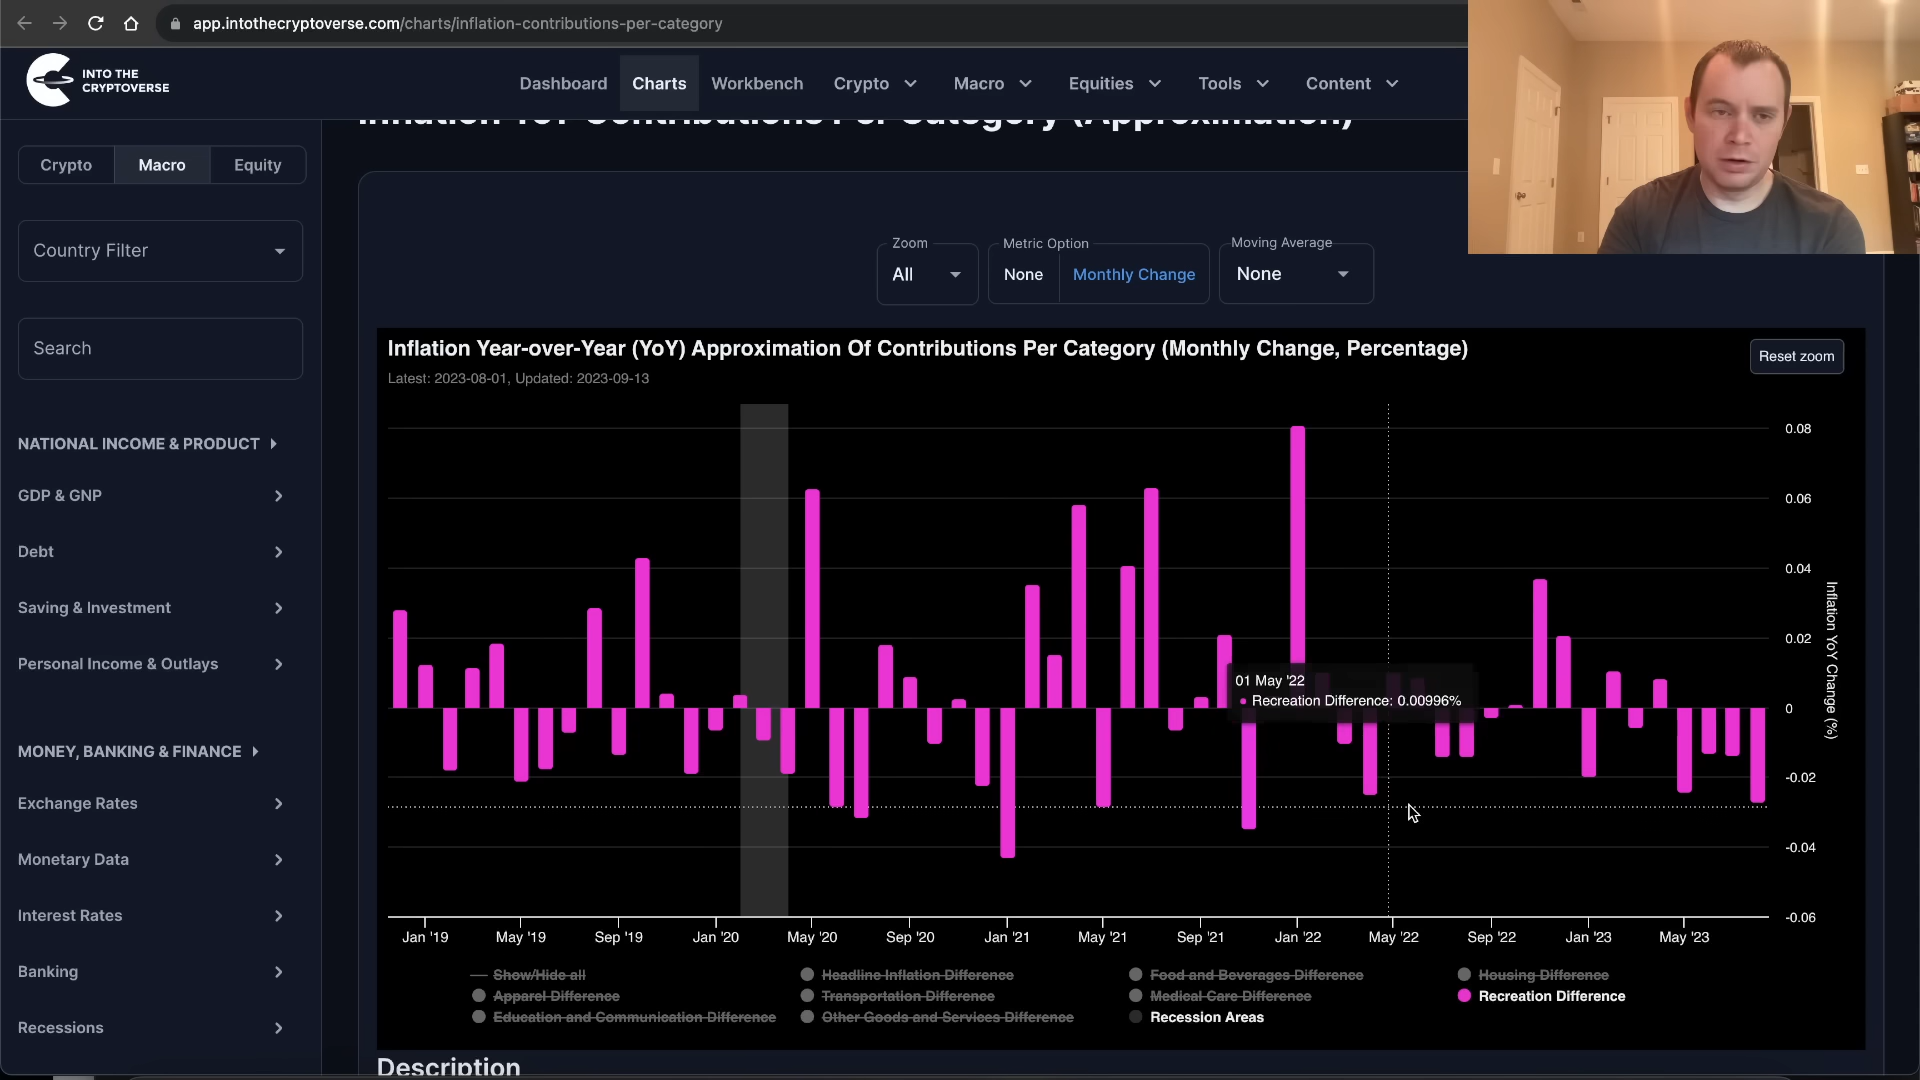 app.intothecryptoverse.com/charts/inflation-contributions-per-category
INTO THE
CRYPTOVERSE
Dashboard
Charts
Workbench
Crypto
Macro
Equities
Tools
Content
Inflation YoY Contributions Per Category (Approximation)
Crypto
Macro
Equity
Country Filter
Search
NATIONAL INCOME & PRODUCT
GDP & GNP
Debt
Saving & Investment
Personal Income & Outlays
MONEY, BANKING & FINANCE
Exchange Rates
Monetary Data
Interest Rates
Banking
Recessions
Zoom
All
Metric Option
None
Monthly Change
Moving Average
None
Inflation Year-over-Year (YoY) Approximation Of Contributions Per Category (Monthly Change, Percentage)
Latest: 2023-08-01, Updated: 2023-09-13
Reset zoom
0.08
0.06
0.04
0.02
0
-0.02
-0.04
-0.06
Inflation YoY Change (%)
01 May '22
Recreation Difference: 0.00996%
Jan '19
May '19
Sep '19
Jan '20
May '20
Sep '20
Jan '21
May '21
Sep '21
Jan '22
May '22
Sep '22
Jan '23
May '23
Show/Hide all
Headline Inflation Difference
Food and Beverages Difference
Housing Difference
Apparel Difference
Transportation Difference
Medical Care Difference
Recreation Difference
Education and Communication Difference
Other Goods and Services Difference
Recession Areas
Description